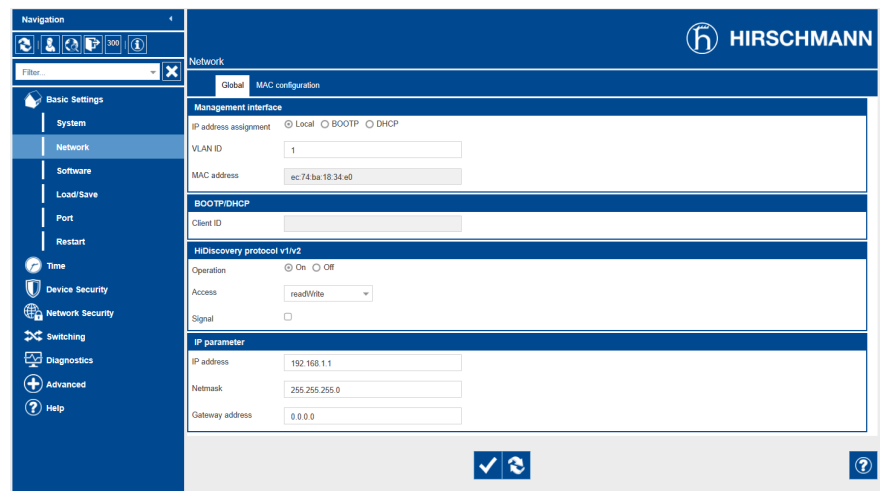 Navigation
300
Filter...
Basic Settings
System
Network
Software
Load/Save
Port
Restart
Time
Device Security
Network Security
Switching
Diagnostics
Advanced
Help
HIRSCHMANN
Network
Global MAC configuration
Management interface
IP address assignment Local BOOTP DHCP
VLAN ID 1
MAC address ec:74:ba:18:34:e0
BOOTP/DHCP
Client ID
HiDiscovery protocol v1/v2
Operation On Off
Access readWrite
Signal
IP parameter
IP address 192.168.1.1
Netmask 255.255.255.0
Gateway address 0.0.0.0